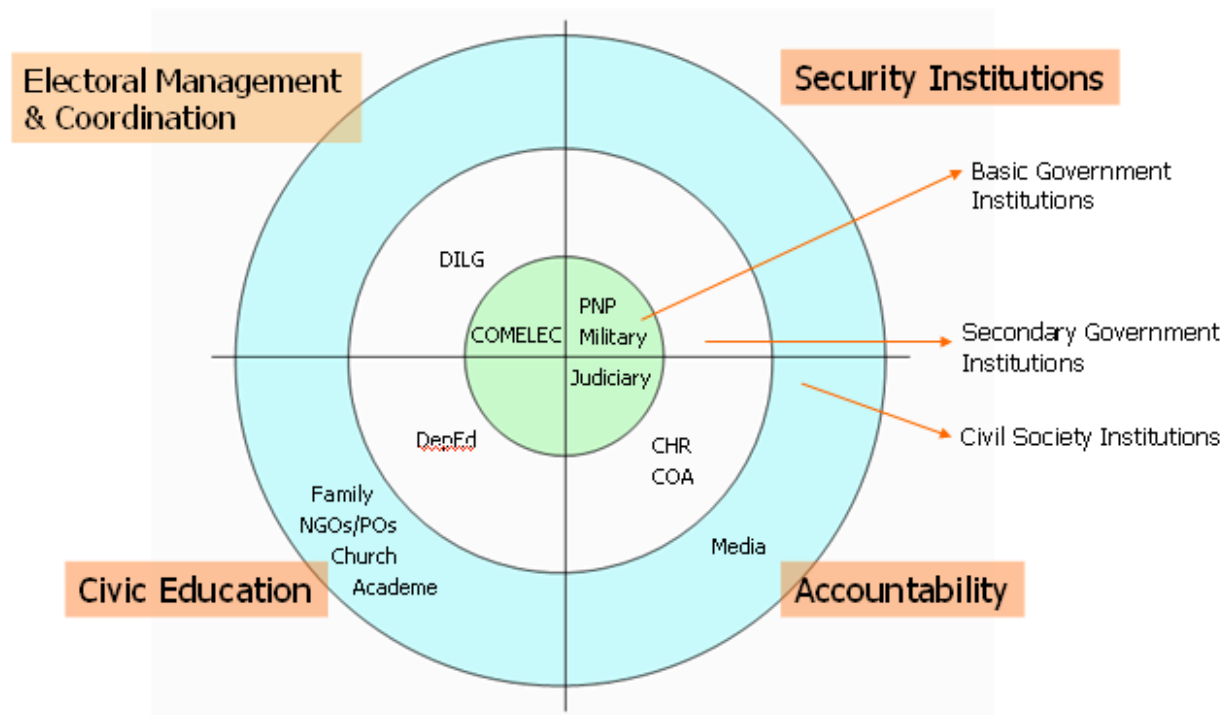 Electoral Management
& Coordination
Security Institutions
Basic Government
Institutions
DILG
PNP
COMELEC
Military
Secondary Government
Institutions
Judiciary
Civil Society Institutions
DepEd
CHR
COA
Family
NGOs/POs
Church
Academe
Media
Civic Education
Accountability